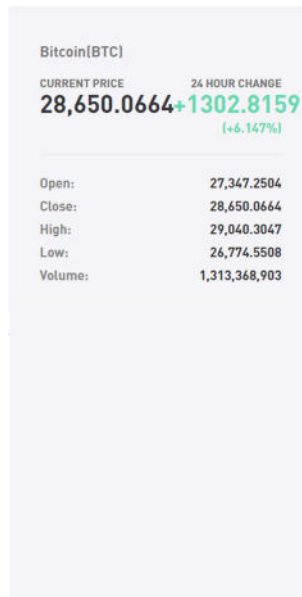 Bitcoin(BTC)
CURRENT PRICE 24 HOUR CHANGE
28,650.0664+1302.8159
(+6.147%)
Open: 27,347.2504
Close: 28,650.0664
High: 29,040.3047
Low: 26,774.5508
Volume: 1,313,368,903